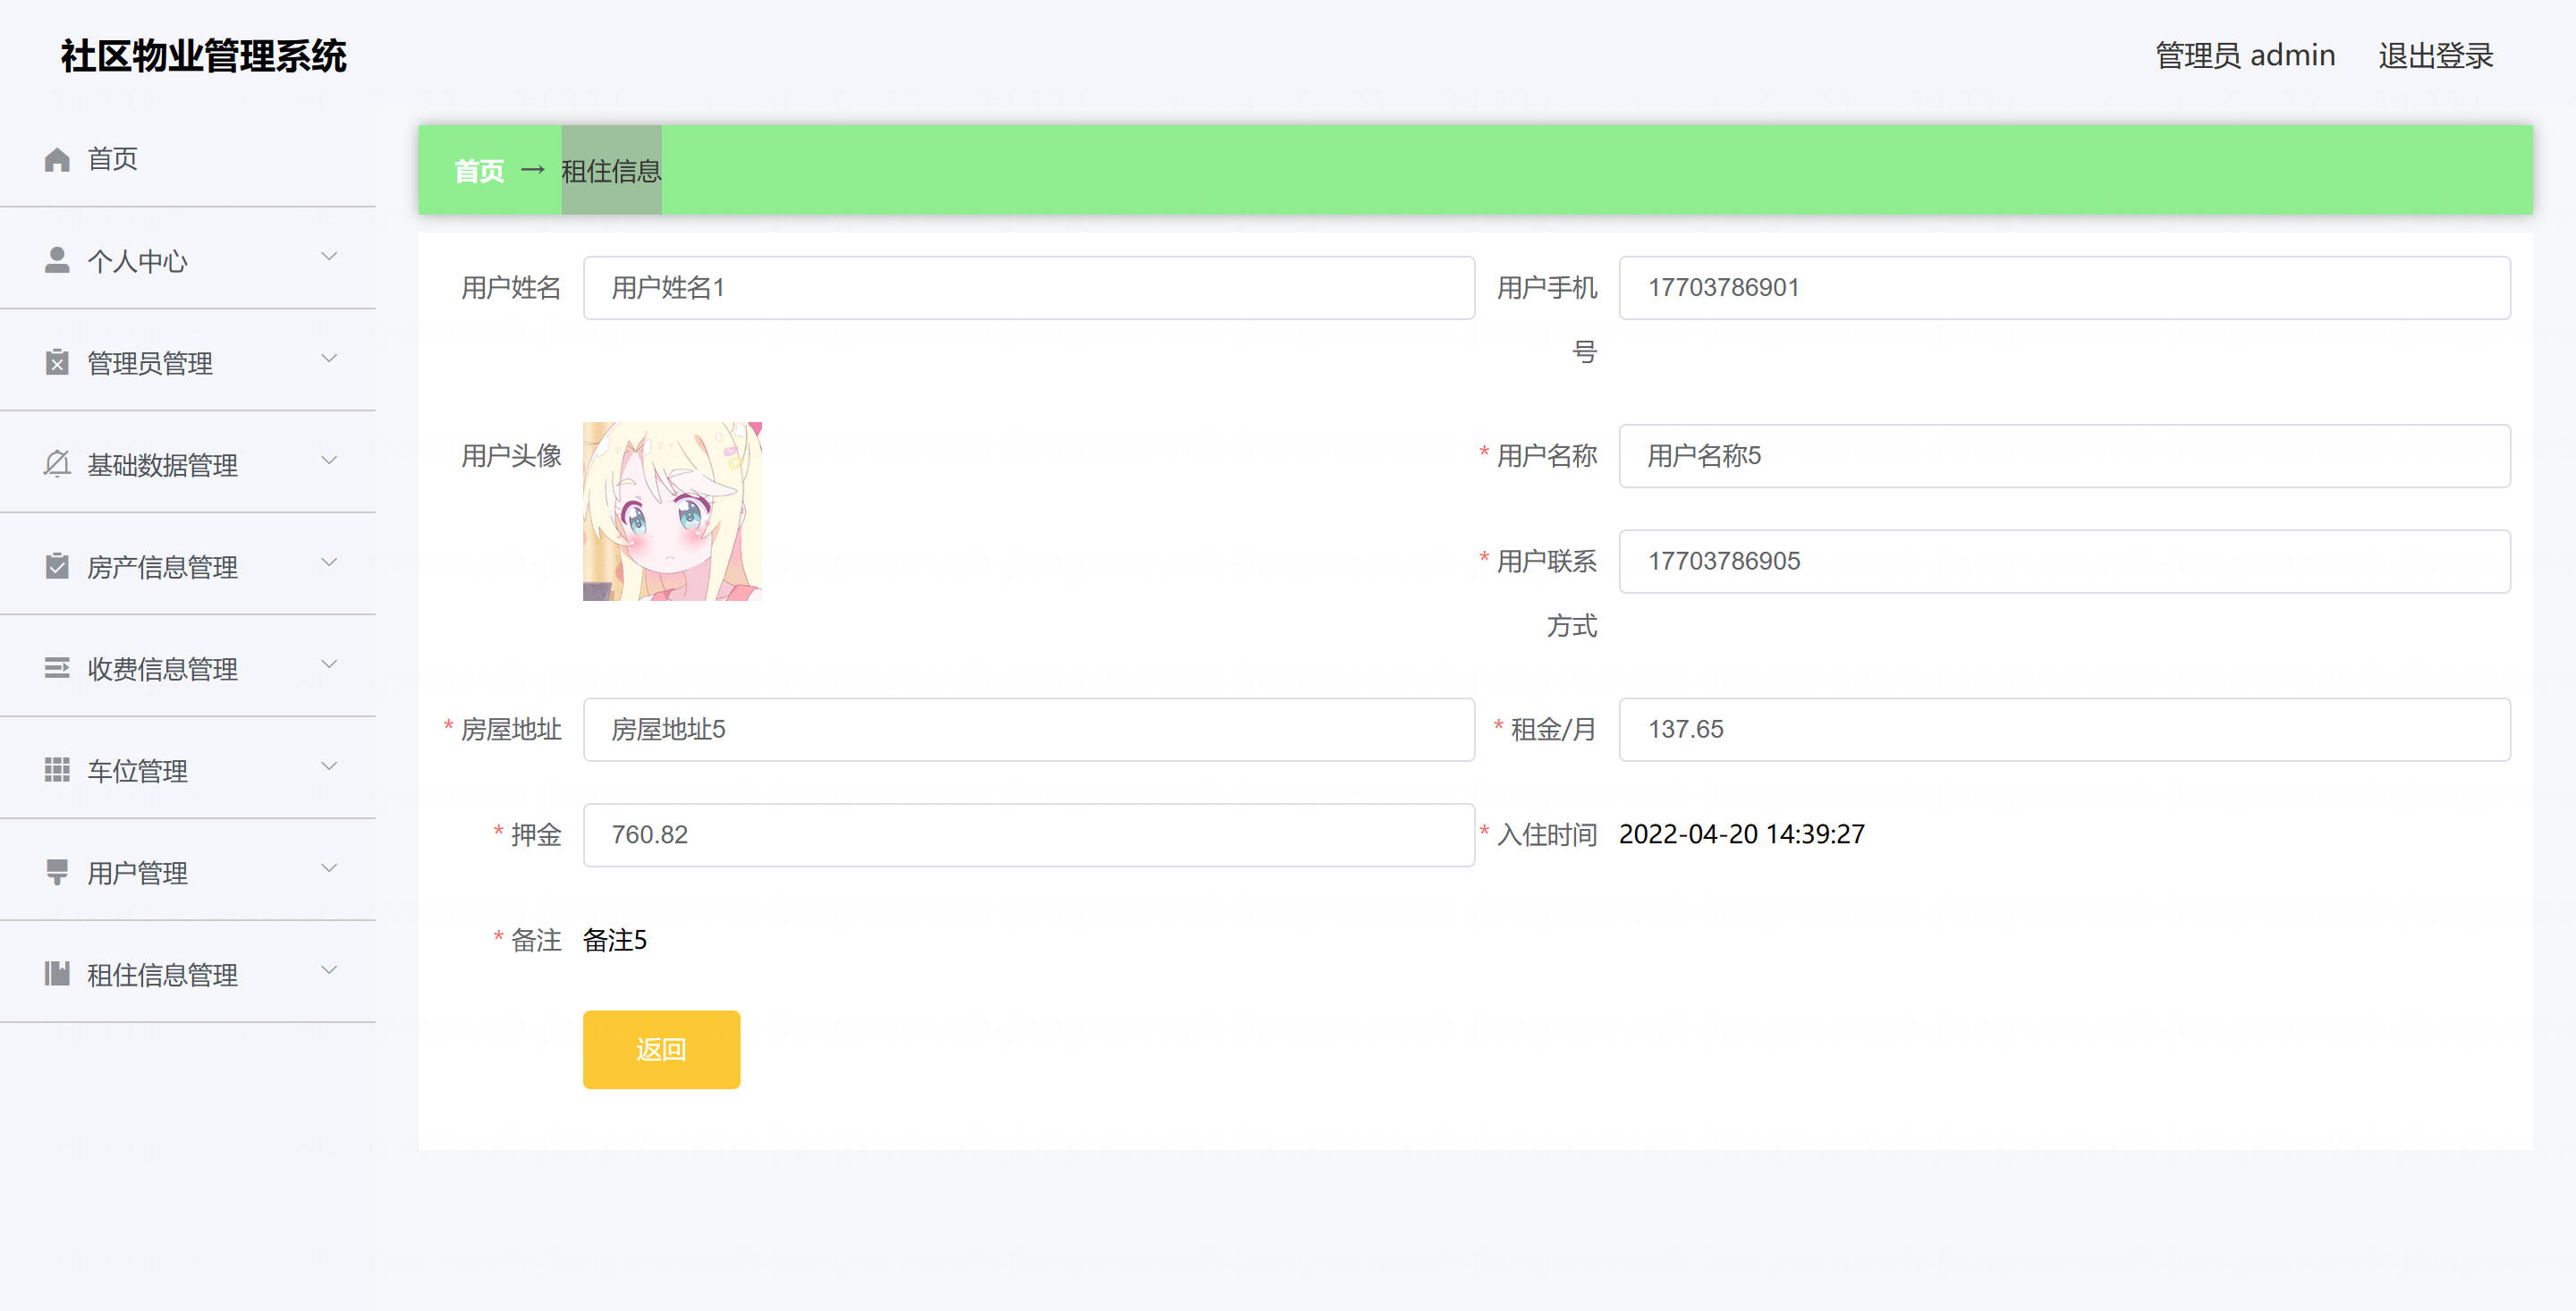 社区物业管理系统
管理员 admin 退出登录
首页
个人中心
管理员管理
基础数据管理
房产信息管理
收费信息管理
车位管理
用户管理
租住信息管理
首页 → 租住信息
用户姓名 用户姓名1
用户手机
号
17703786901
用户头像
* 用户名称 用户名称5
* 用户联系
方式
17703786905
* 房屋地址 房屋地址5
* 租金/月 137.65
* 押金 760.82
* 入住时间 2022-04-20 14:39:27
* 备注 备注5
返回